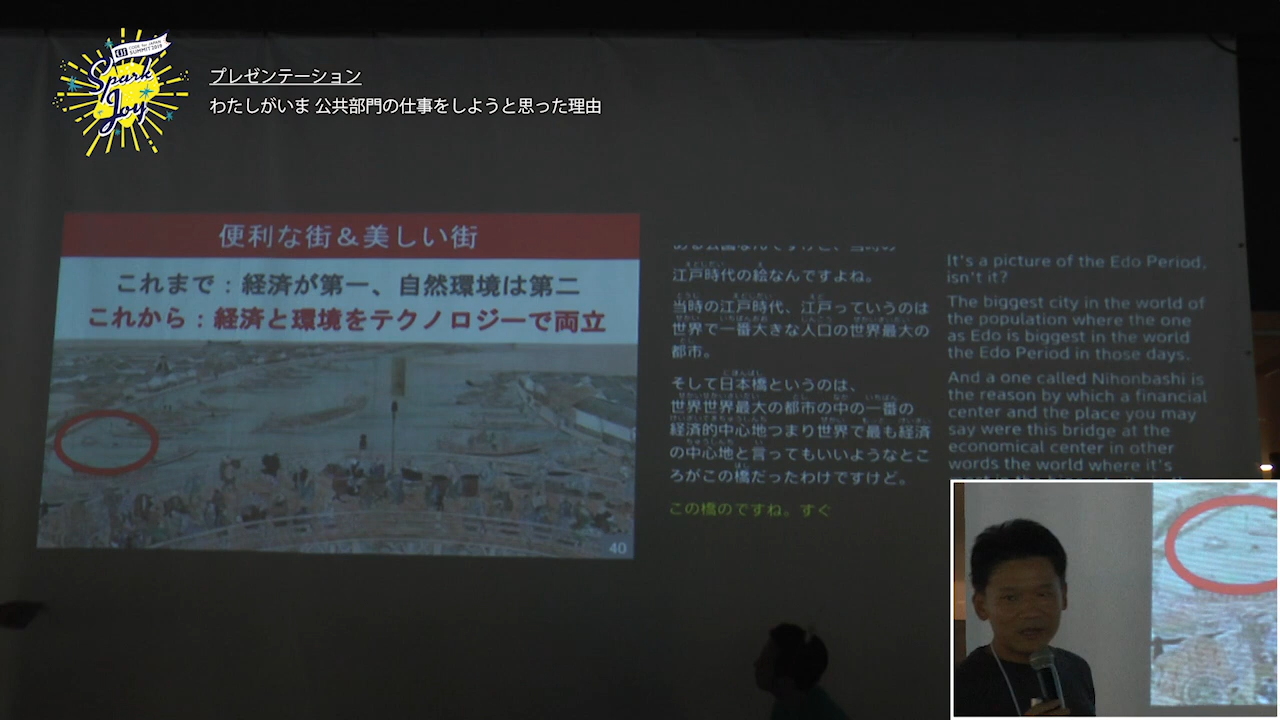 CODE for JAPAN
SUMMIT 2019
Spark
Joy
プレゼンテーション
わたしがいま 公共部門の仕事をしようと思った理由
便利な街＆美しい街
これまで：経済が第一、自然環境は第二
これから：経済と環境をテクノロジーで両立
40
江戸時代の絵なんですよね。
当時の江戸時代、江戸っていうのは
世界で一番大きな人口の世界最大の
都市。
そして日本橋というのは、
世界世界最大の都市の中の一番の
経済的中心地つまり世界で最も経済
の中心地と言ってもいいようなとこ
ろがこの橋だったわけですけど。
この橋のですね。すぐ
It's a picture of the Edo Period,
isn't it?
The biggest city in the world of
the population where the one
as Edo is biggest in the world
the Edo Period in those days.
And a one called Nihonbashi is
the reason by which a financial
center and the place you may
say were this bridge at the
economical center in other
words the world where it's